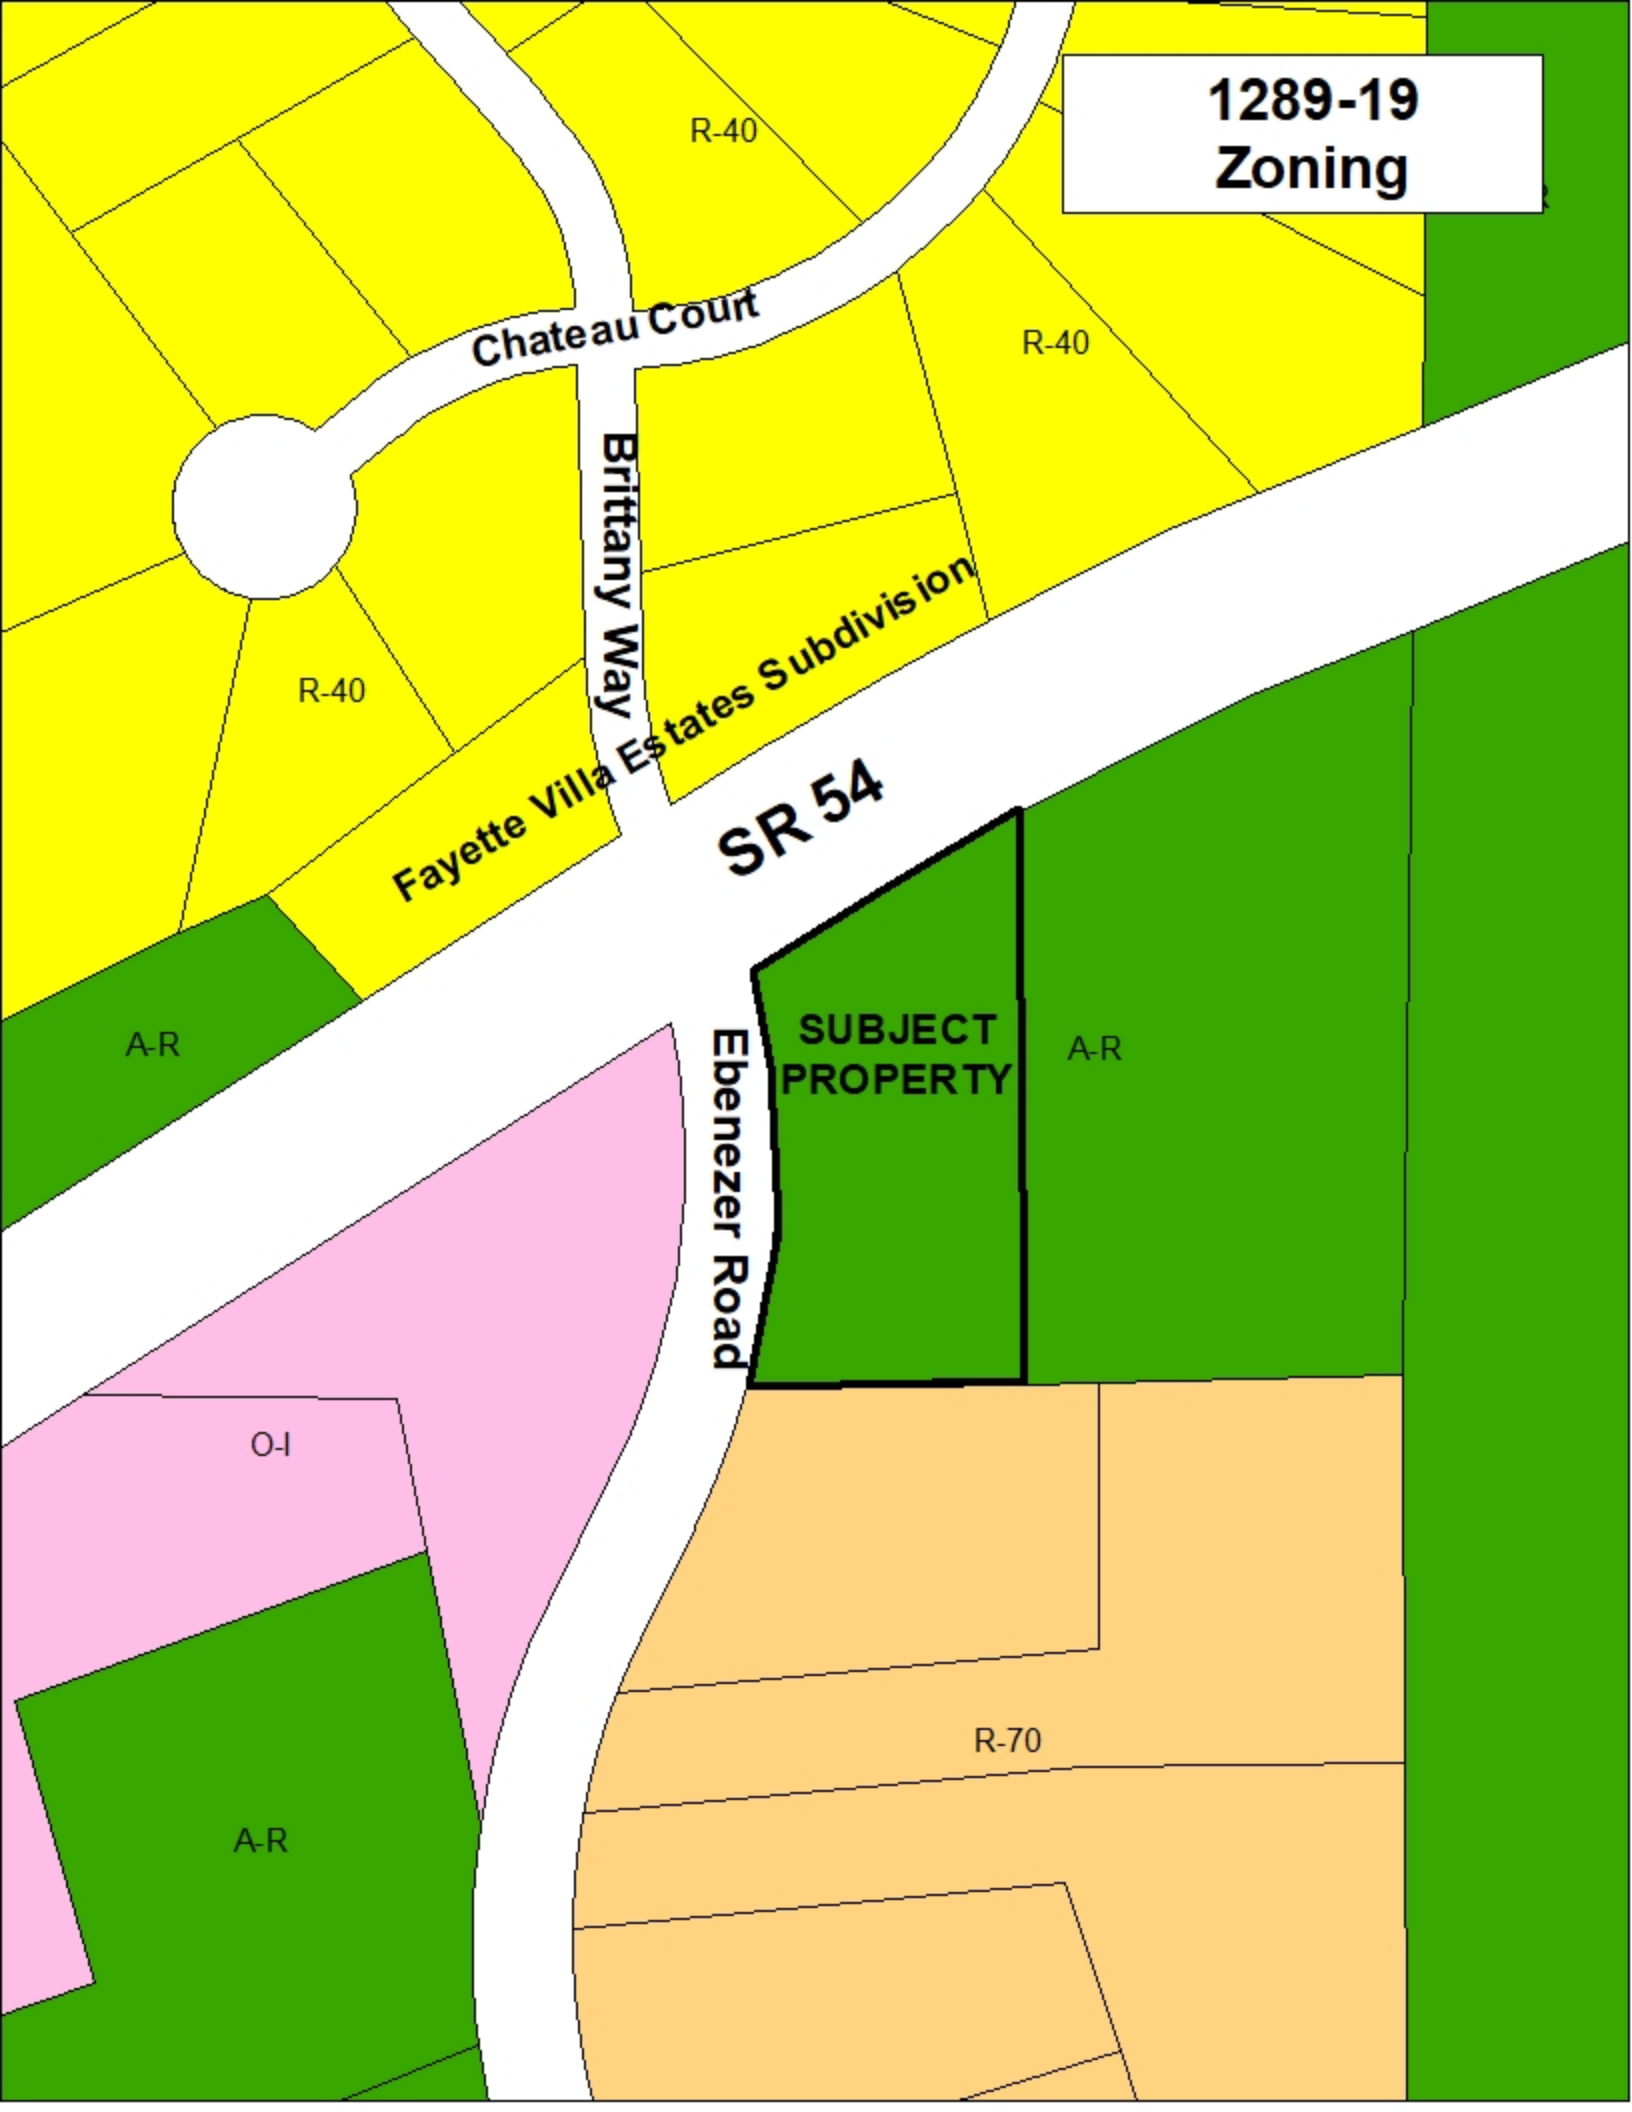 1289-19
Zoning
R-40
Chateau Court
R-40
Brittany Way
Fayette Villa Estates Subdivision
R-40
SR 54
A-R
SUBJECT
PROPERTY
A-R
Ebenezer Road
O-I
R-70
A-R